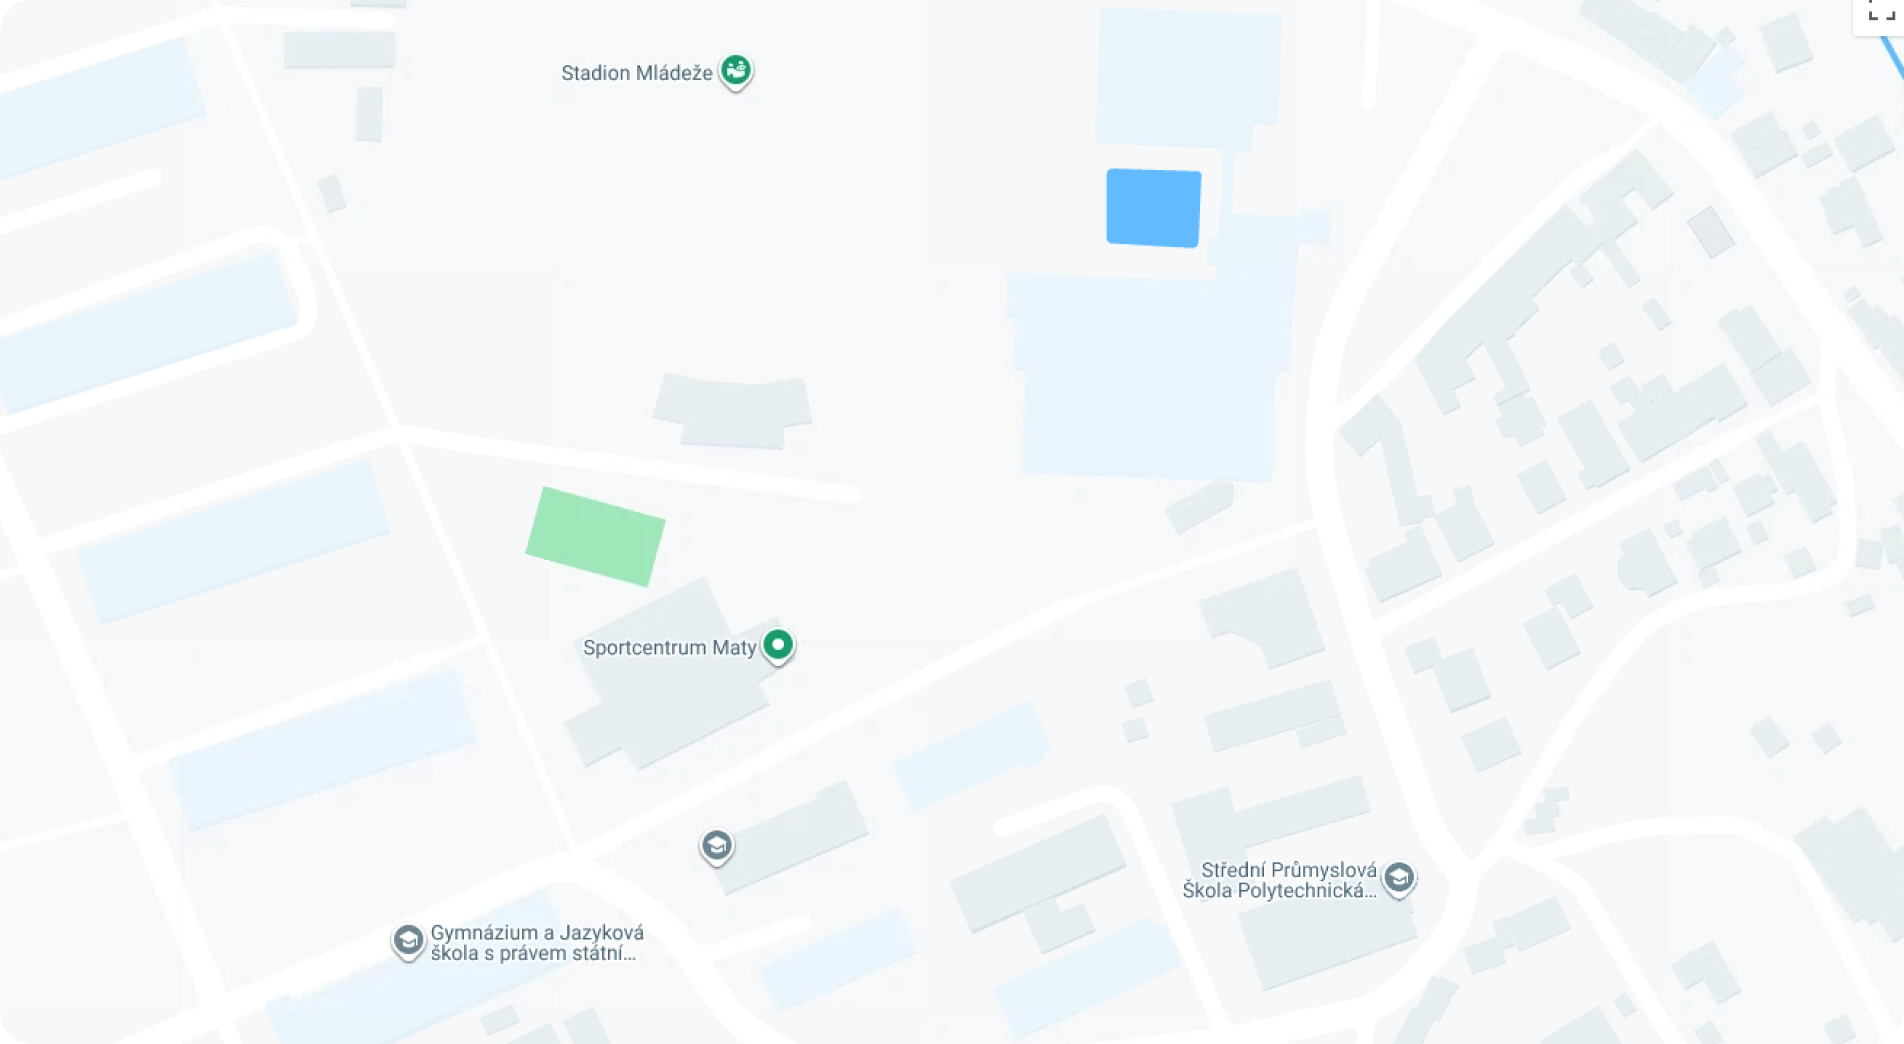 Stadion Mládeže
Sportcentrum Maty
Střední Průmyslová
Škola Polytechnická...
Gymnázium a Jazyková
škola s právem státní...